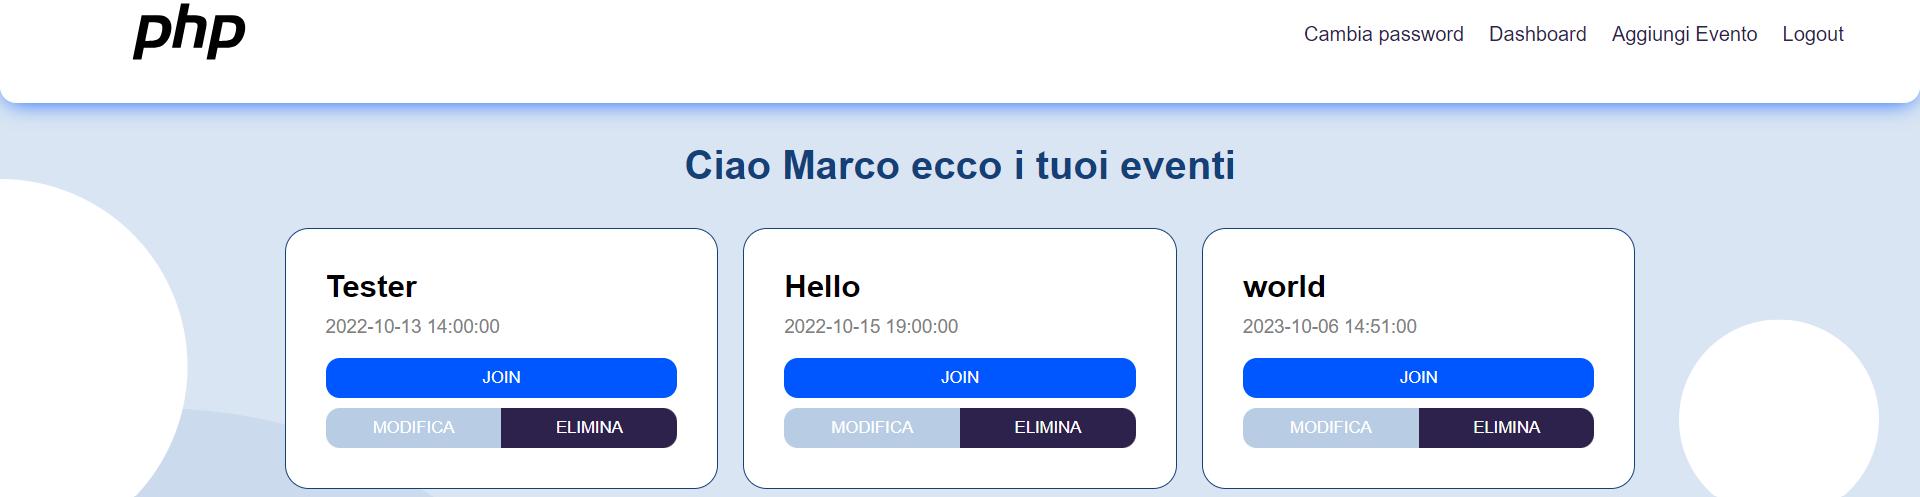 php
Cambia password Dashboard Aggiungi Evento Logout
Ciao Marco ecco i tuoi eventi
Tester
2022-10-13 14:00:00
JOIN
MODIFICA ELIMINA
Hello
2022-10-15 19:00:00
JOIN
MODIFICA ELIMINA
world
2023-10-06 14:51:00
JOIN
MODIFICA ELIMINA